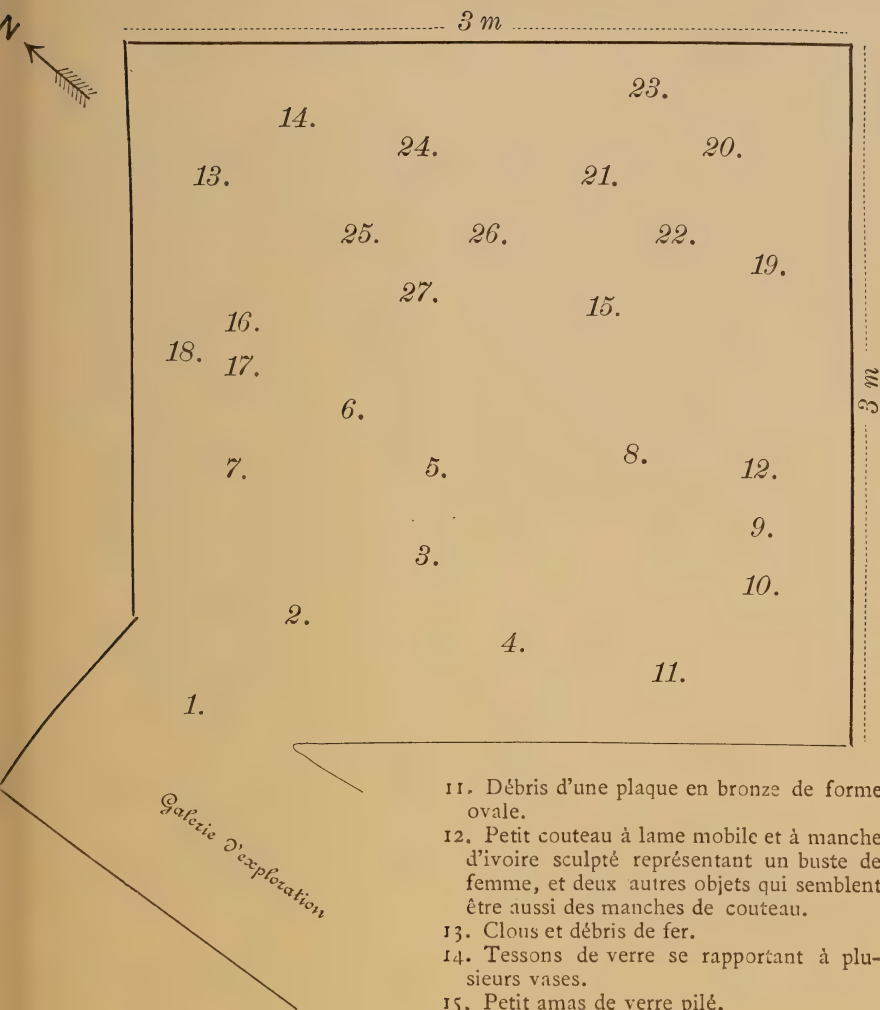 3 m
N
23.
14.
24. 20.
13. 21.
25. 26. 22.
19.
27. 15.
16.
18. 17.
6.
7. 5. 8. 12.
9.
3.
10.
2.
4.
11.
1.
3 m
Galerie d'exploration
11. Débris d'une plaque en bronze de forme
ovale.
12. Petit couteau à lame mobile et à manche
d'ivoire sculpté représentant un buste de
femme, et deux autres objets qui semblent
être aussi des manches de couteau.
13. Clous et débris de fer.
14. Tessons de verre se rapportant à plu-
sieurs vases.
15. Petit amas de verre pilé.